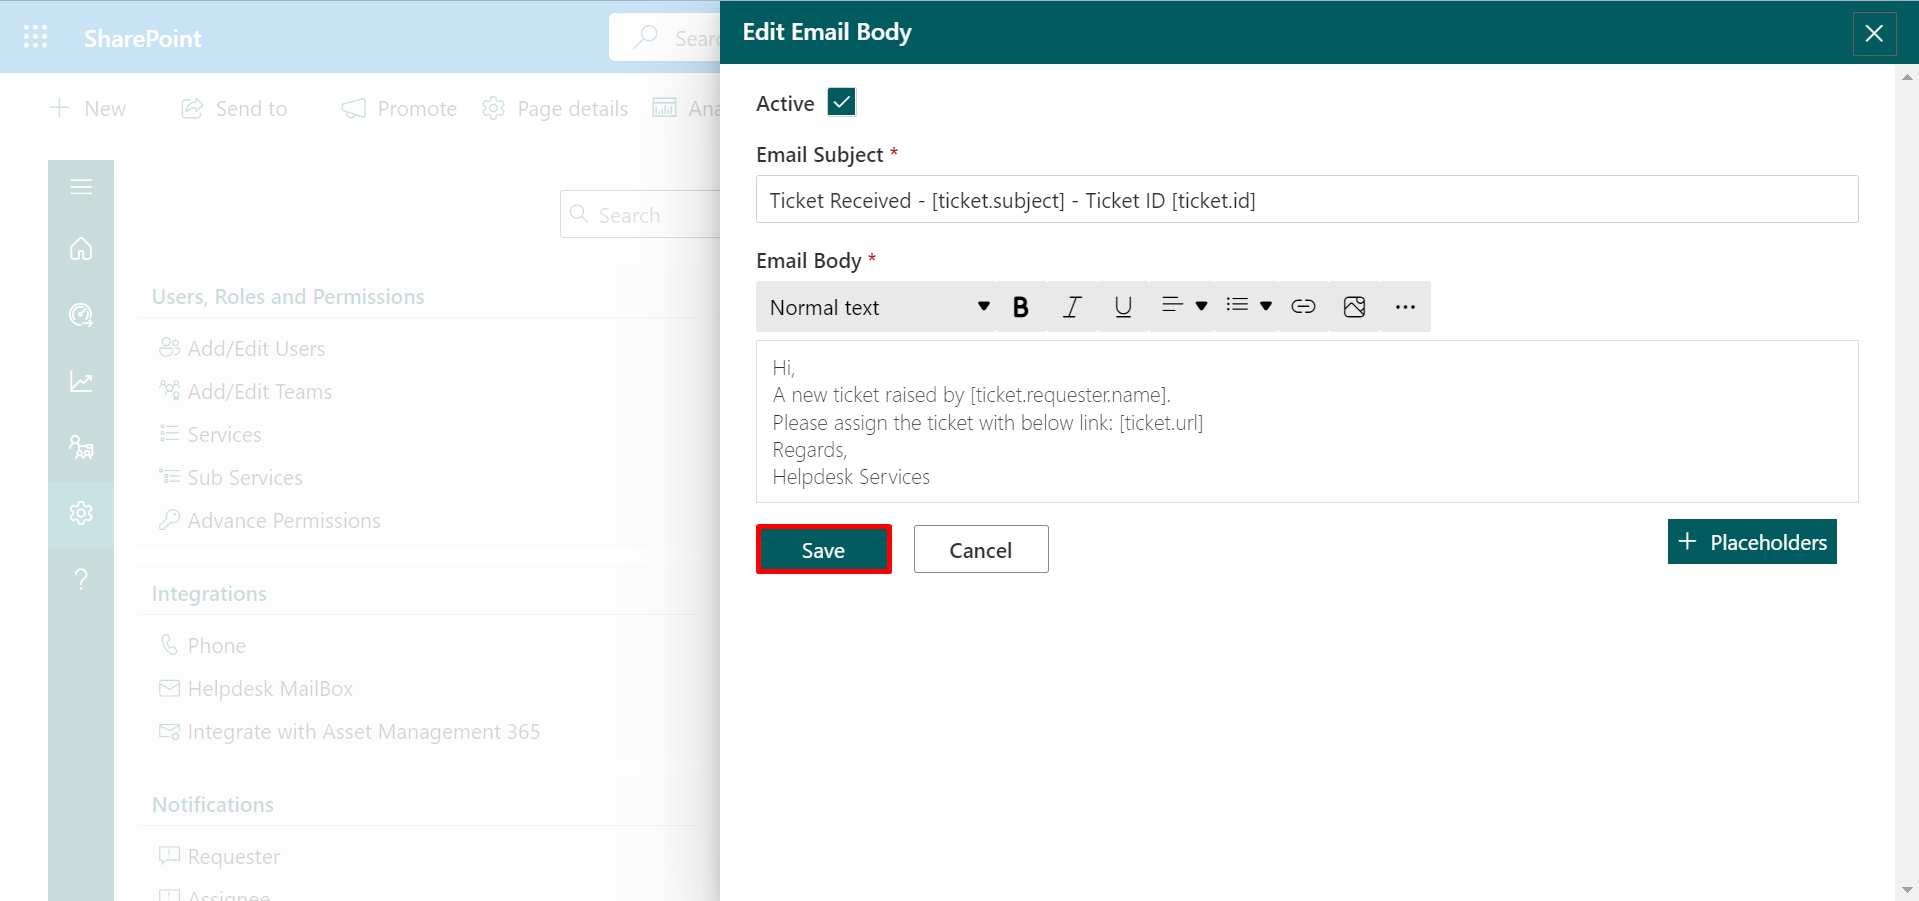 SharePoint
Sear
New
Send to
Promote
Page details
Ana
Search
Users, Roles and Permissions
Add/Edit Users
Add/Edit Teams
Services
Sub Services
Advance Permissions
Integrations
Phone
Helpdesk MailBox
Integrate with Asset Management 365
Notifications
Requester
Assignee
Edit Email Body
Active
Email Subject *
Ticket Received - [ticket.subject] - Ticket ID [ticket.id]
Email Body *
Normal text
B I U
Hi,
A new ticket raised by [ticket.requester.name].
Please assign the ticket with below link: [ticket.url]
Regards,
Helpdesk Services
Save
Cancel
+ Placeholders